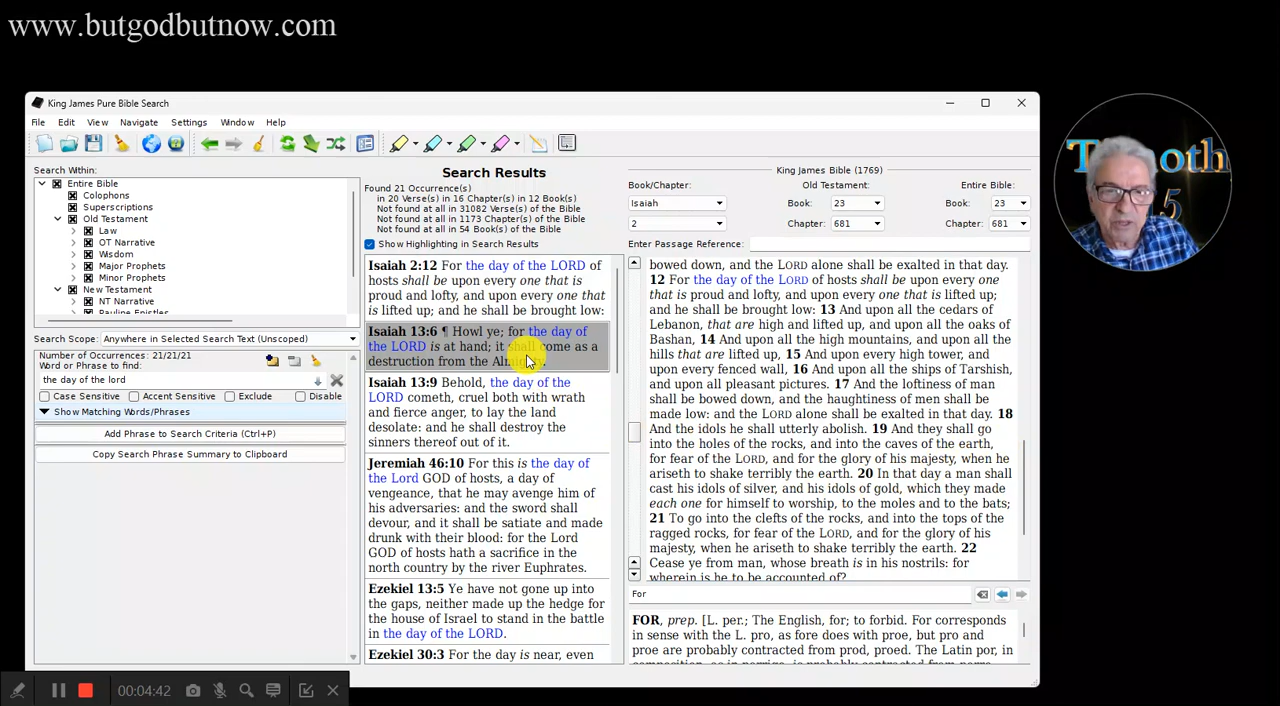 www.butgodbutnow.com
King James Pure Bible Search
File Edit View Navigate Settings Window Help
Search Within:
Entire Bible
Colophons
Superscriptions
Old Testament
Law
OT Narrative
Wisdom
Major Prophets
Minor Prophets
New Testament
NT Narrative
Pauline Epistles
Search Scope: Anywhere in Selected Search Text (Unscoped)
Number of Occurrences: 21/21/21
Word or Phrase to find:
the day of the lord
Case Sensitive Accent Sensitive Exclude Disable
Show Matching Words/Phrases
Add Phrase to Search Criteria (Ctrl+P)
Copy Search Phrase Summary to Clipboard
Search Results
Found 21 Occurrence(s)
in 20 Verse(s) in 16 Chapter(s) in 12 Book(s)
Not found at all in 31082 Verse(s) of the Bible
Not found at all in 1173 Chapter(s) of the Bible
Not found at all in 54 Book(s) of the Bible
Show Highlighting in Search Results
Isaiah 2:12 For the day of the LORD of
hosts shall be upon every one that is
proud and lofty, and upon every one that
is lifted up; and he shall be brought low:
Isaiah 13:6 ¶ Howl ye; for the day of
the LORD is at hand; it shall come as a
destruction from the Almighty.
Isaiah 13:9 Behold, the day of the
LORD cometh, cruel both with wrath
and fierce anger, to lay the land
desolate: and he shall destroy the
sinners thereof out of it.
Jeremiah 46:10 For this is the day of
the Lord GOD of hosts, a day of
vengeance, that he may avenge him of
his adversaries: and the sword shall
devour, and it shall be satiate and made
drunk with their blood: for the Lord
GOD of hosts hath a sacrifice in the
north country by the river Euphrates.
Ezekiel 13:5 Ye have not gone up into
the gaps, neither made up the hedge for
the house of Israel to stand in the battle
in the day of the LORD.
Ezekiel 30:3 For the day is near, even
King James Bible (1769)
Book/Chapter: Old Testament: Entire Bible:
Isaiah Book: 23 Book: 23
2 Chapter: 681 Chapter: 681
Enter Passage Reference:
bowed down, and the LORD alone shall be exalted in that day.
12 For the day of the LORD of hosts shall be upon every one
that is proud and lofty, and upon every one that is lifted up;
and he shall be brought low: 13 And upon all the cedars of
Lebanon, that are high and lifted up, and upon all the oaks of
Bashan, 14 And upon all the high mountains, and upon all the
hills that are lifted up, 15 And upon every high tower, and
upon every fenced wall, 16 And upon all the ships of Tarshish,
and upon all pleasant pictures. 17 And the loftiness of man
shall be bowed down, and the haughtiness of men shall be
made low: and the LORD alone shall be exalted in that day. 18
And the idols he shall utterly abolish. 19 And they shall go
into the holes of the rocks, and into the caves of the earth,
for fear of the LORD, and for the glory of his majesty, when he
ariseth to shake terribly the earth. 20 In that day a man shall
cast his idols of silver, and his idols of gold, which they made
each one for himself to worship, to the moles and to the bats;
21 To go into the clefts of the rocks, and into the tops of the
ragged rocks, for fear of the LORD, and for the glory of his
majesty, when he ariseth to shake terribly the earth. 22
Cease ye from man, whose breath is in his nostrils: for
wherein is he to be accounted of?
For
FOR, prep. [L. per.; The English, for; to forbid. For corresponds
in sense with the L. pro, as fore does with proe, but pro and
proe are probably contracted from prod, proed. The Latin por, in
00:04:42